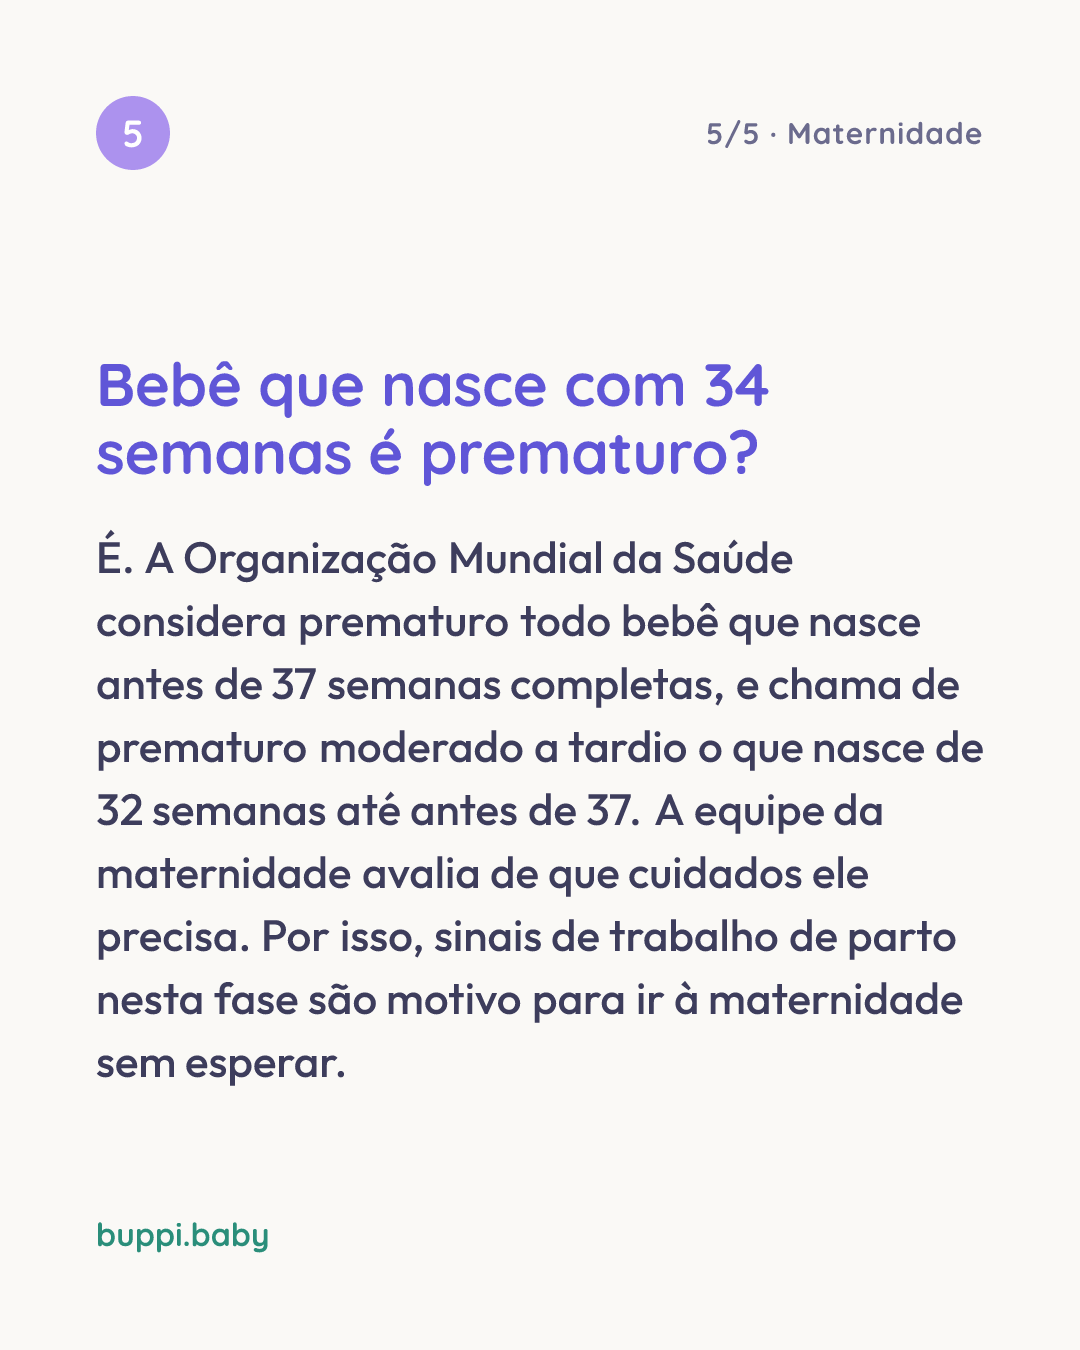 5
5/5 · Maternidade
Bebê que nasce com 34
semanas é prematuro?
É. A Organização Mundial da Saúde
considera prematuro todo bebê que nasce
antes de 37 semanas completas, e chama de
prematuro moderado a tardio o que nasce de
32 semanas até antes de 37. A equipe da
maternidade avalia de que cuidados ele
precisa. Por isso, sinais de trabalho de parto
nesta fase são motivo para ir à maternidade
sem esperar.
buppi.baby